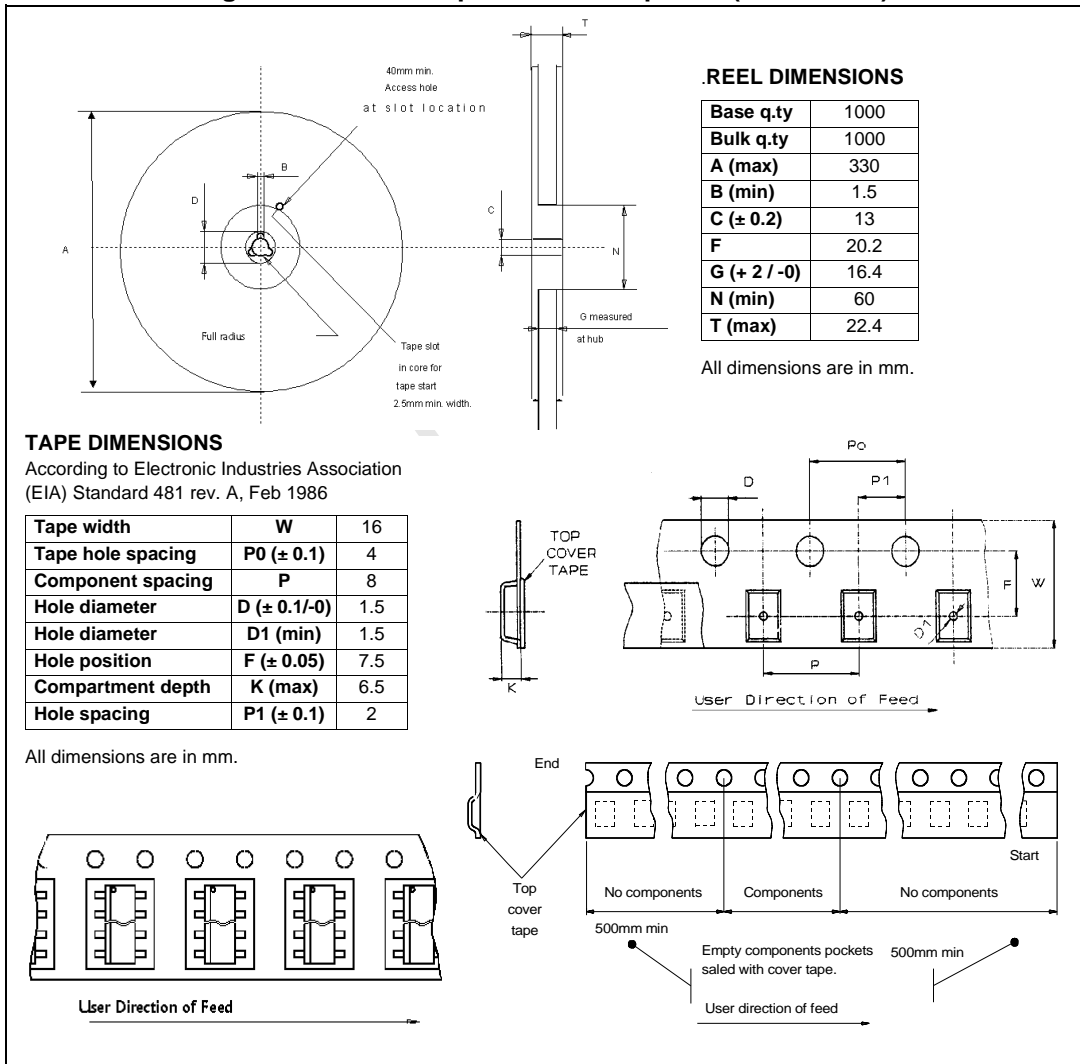 T
40mm min.
Access hole
at slot location
B
D
C
A
N
Full radius
G measured
at hub
Tape slot
in core for
tape start
2.5mm min. width.
.REEL DIMENSIONS
Base q.ty 1000
Bulk q.ty 1000
A (max) 330
B (min) 1.5
C (± 0.2) 13
F 20.2
G (+ 2 / -0) 16.4
N (min) 60
T (max) 22.4
All dimensions are in mm.
TAPE DIMENSIONS
According to Electronic Industries Association
(EIA) Standard 481 rev. A, Feb 1986
Tape width W 16
Tape hole spacing P0 (± 0.1) 4
Component spacing P 8
Hole diameter D (± 0.1/-0) 1.5
Hole diameter D1 (min) 1.5
Hole position F (± 0.05) 7.5
Compartment depth K (max) 6.5
Hole spacing P1 (± 0.1) 2
All dimensions are in mm.
TOP
COVER
TAPE
K
Po
D
P1
F
W
D1
P
User Direction of Feed
End
Start
Top
cover
tape
No components
Components
No components
500mm min
Empty components pockets
saled with cover tape.
500mm min
User direction of feed
User Direction of Feed